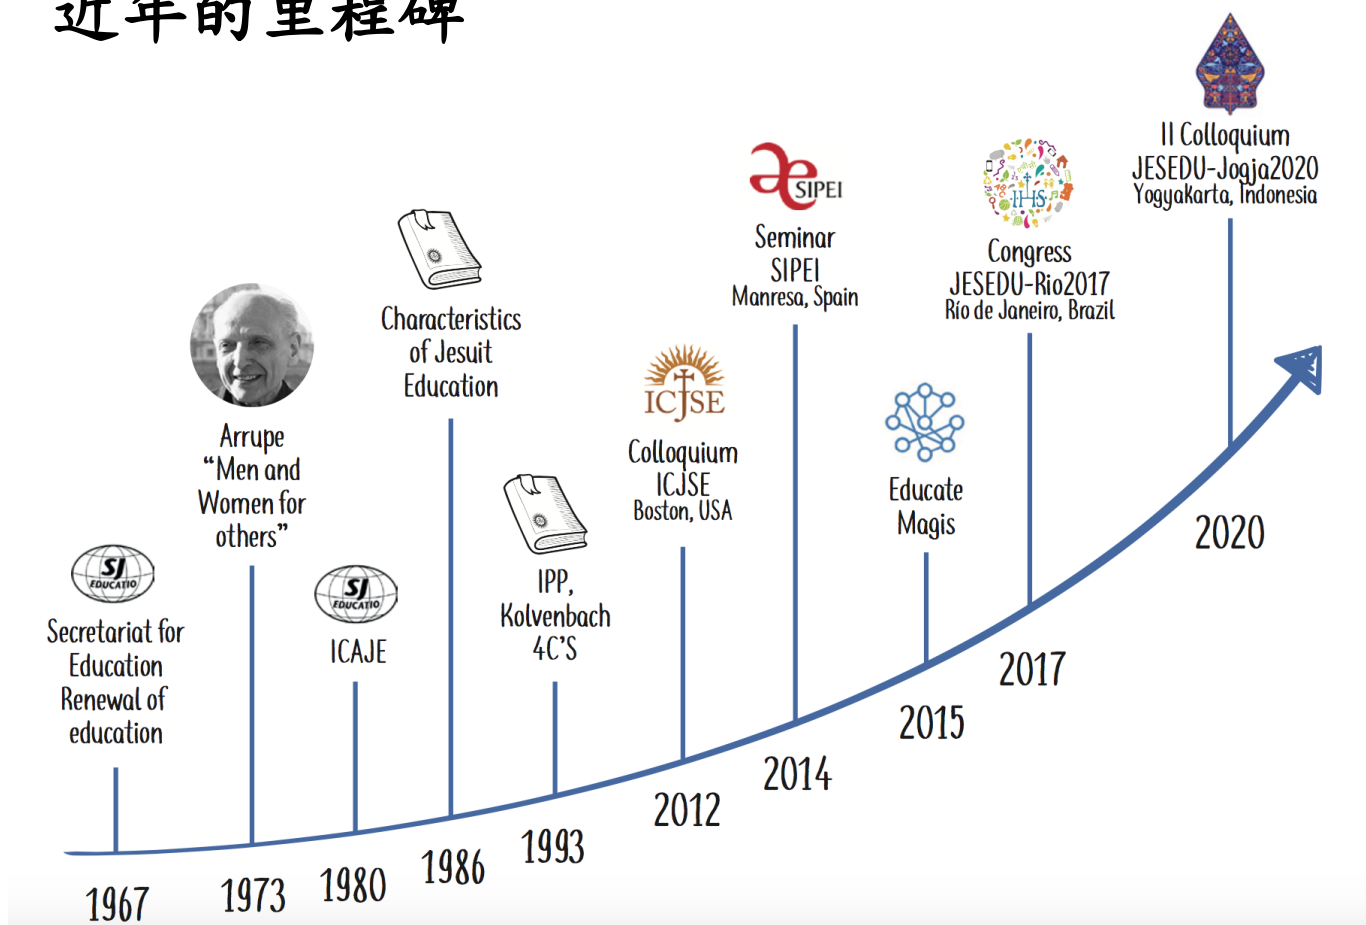 近年的里程碑
SJ
EDUCATIO
Secretariat for
Education
Renewal of
education
1967
Arrupe
“Men and
Women for
others”
1973
SJ
EDUCATIO
ICAJE
1980
Characteristics
of Jesuit
Education
1986
IPP,
Kolvenbach
4C’S
1993
ICJSE
Colloquium
ICJSE
Boston, USA
2012
æ SIPEI
Seminar
SIPEI
Manresa, Spain
2014
Educate
Magis
2015
IHS
Congress
JESEDU-Rio2017
Río de Janeiro, Brazil
2017
II Colloquium
JESEDU-Jogja2020
Yogyakarta, Indonesia
2020